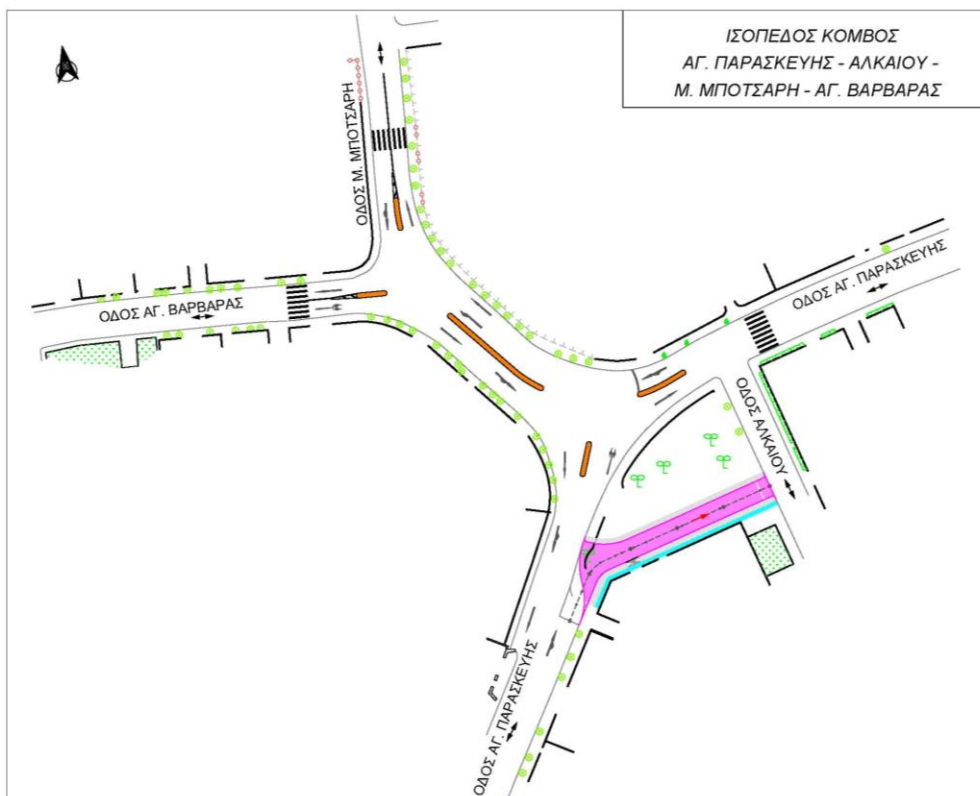 ΙΣΟΠΕΔΟΣ ΚΟΜΒΟΣ
ΑΓ. ΠΑΡΑΣΚΕΥΗΣ - ΑΛΚΑΙΟΥ -
Μ. ΜΠΟΤΣΑΡΗ - ΑΓ. ΒΑΡΒΑΡΑΣ
ΟΔΟΣ Μ. ΜΠΟΤΣΑΡΗ
ΟΔΟΣ ΑΓ. ΠΑΡΑΣΚΕΥΗΣ
ΟΔΟΣ ΑΓ. ΒΑΡΒΑΡΑΣ
ΟΔΟΣ ΑΛΚΑΙΟΥ
ΟΔΟΣ ΑΓ. ΠΑΡΑΣΚΕΥΗΣ